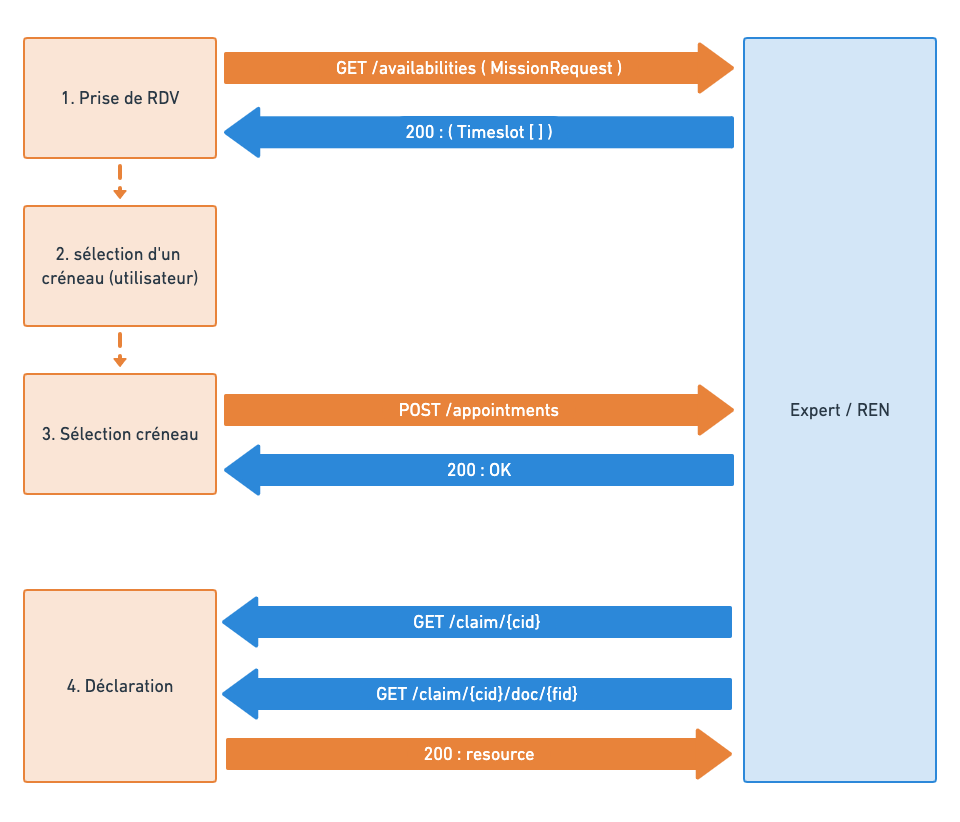 1. Prise de RDV
GET /availabilities ( MissionRequest )
200 : ( Timeslot [ ] )
2. sélection d'un
créneau (utilisateur)
3. Sélection créneau
POST /appointments
200 : OK
Expert / REN
4. Déclaration
GET /claim/{cid}
GET /claim/{cid}/doc/{fid}
200 : resource